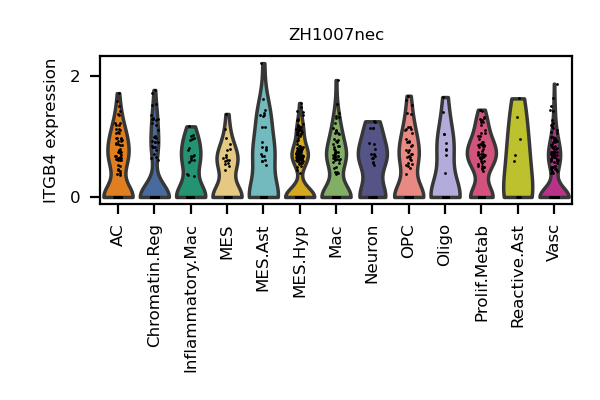 ZH1007nec
ITGB4 expression
2
0
AC
Chromatin.Reg
Inflammatory.Mac
MES
MES.Ast
MES.Hyp
Mac
Neuron
OPC
Oligo
Prolif.Metab
Reactive.Ast
Vasc